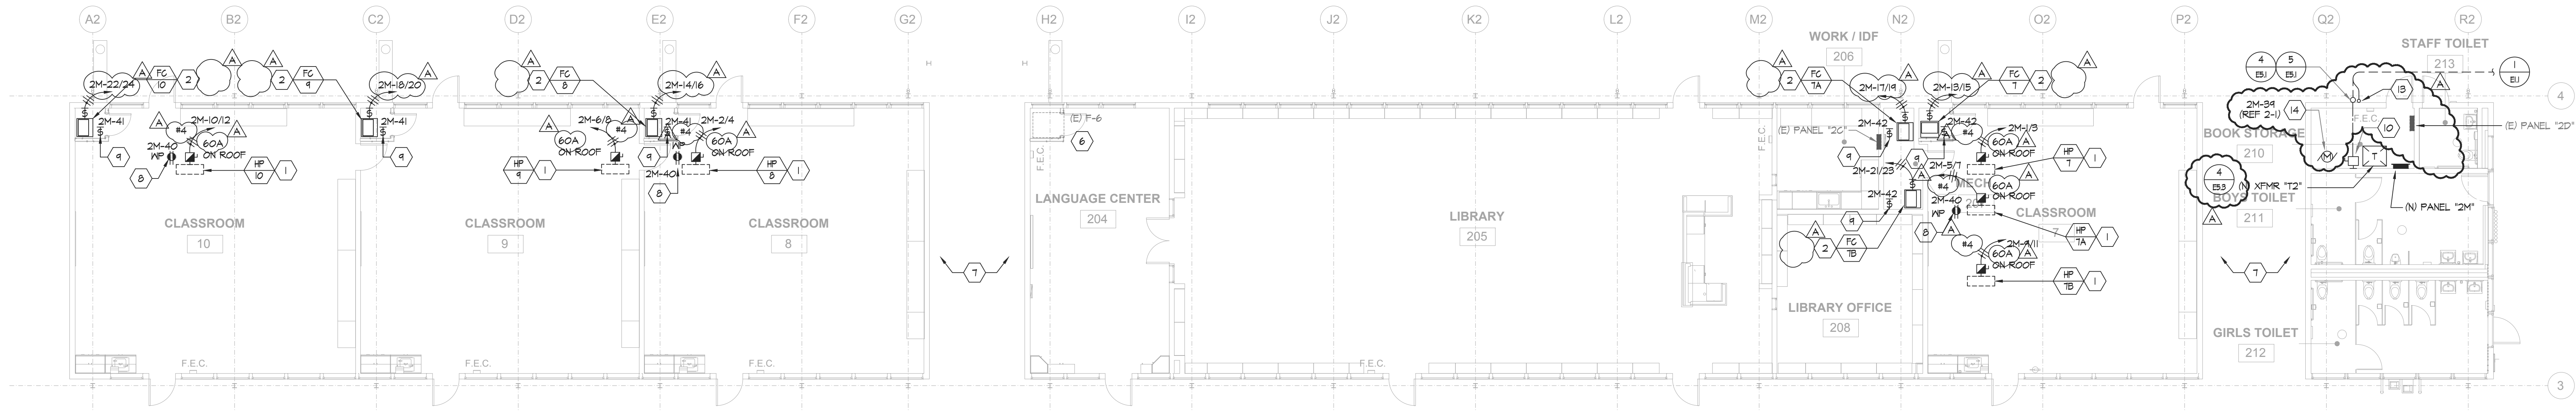 A2
B2
C2
D2
E2
F2
G2
H2
I2
J2
K2
L2
M2
N2
O2
P2
Q2
R2
2M-22/24
A
FC
10
2
A
A
2
FC
9
2M-18/20
A
A
2
FC
8
2M-14/16
A
WORK / IDF
206
A
2
FC
7A
2M-17/19
A
2M-13/15
A
FC
7
2
A
4
E5.1
5
E5.1
STAFF TOILET
213
A
1
E1.1
13
4
2M-41
$
9
A
#4
2M-10/12
A
60A
ON ROOF
2M-40
WP
8
HP
10
1
2M-41
$
9
A
60A
ON ROOF
2M-6/8
#4
A
HP
9
1
2M-41
$
9
#4
2M-2/4
A
60A
ON ROOF
WP
2M-40
8
HP
8
1
(E) F-6
F.E.C.
6
F.E.C.
(E) PANEL "2C"
2M-42
$
9
2M-42
$
9
A
#4
2M-1/3
60A
A
ON ROOF
HP
7
1
2M-21/23
2M-5/7
A
#4
60A
A
ON ROOF
MECH
2M-42
$
2M-40
WP
9
8
A
HP
7A
1
A
2
FC
7B
#4
2M-9/11
60A
A
ON ROOF
HP
7B
1
2M-39
(REF 2-1)
14
F.E.C.
10
(E) PANEL "2D"
BOOK STORAGE
210
M
T
4
E5.3
A
(N) XFMR "T2"
BOYS TOILET
211
(N) PANEL "2M"
CLASSROOM
10
CLASSROOM
9
CLASSROOM
8
7
LANGUAGE CENTER
204
LIBRARY
205
CLASSROOM
7
7
LIBRARY OFFICE
208
GIRLS TOILET
212
F.E.C.
F.E.C.
F.E.C.
F.E.C.
3